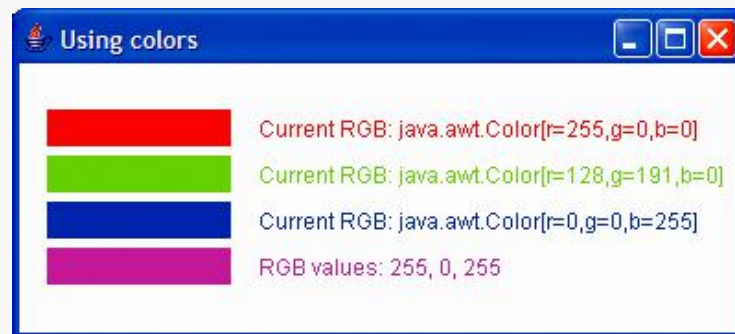 Using colors
Current RGB: java.awt.Color[r=255,g=0,b=0]
Current RGB: java.awt.Color[r=128,g=191,b=0]
Current RGB: java.awt.Color[r=0,g=0,b=255]
RGB values: 255, 0, 255